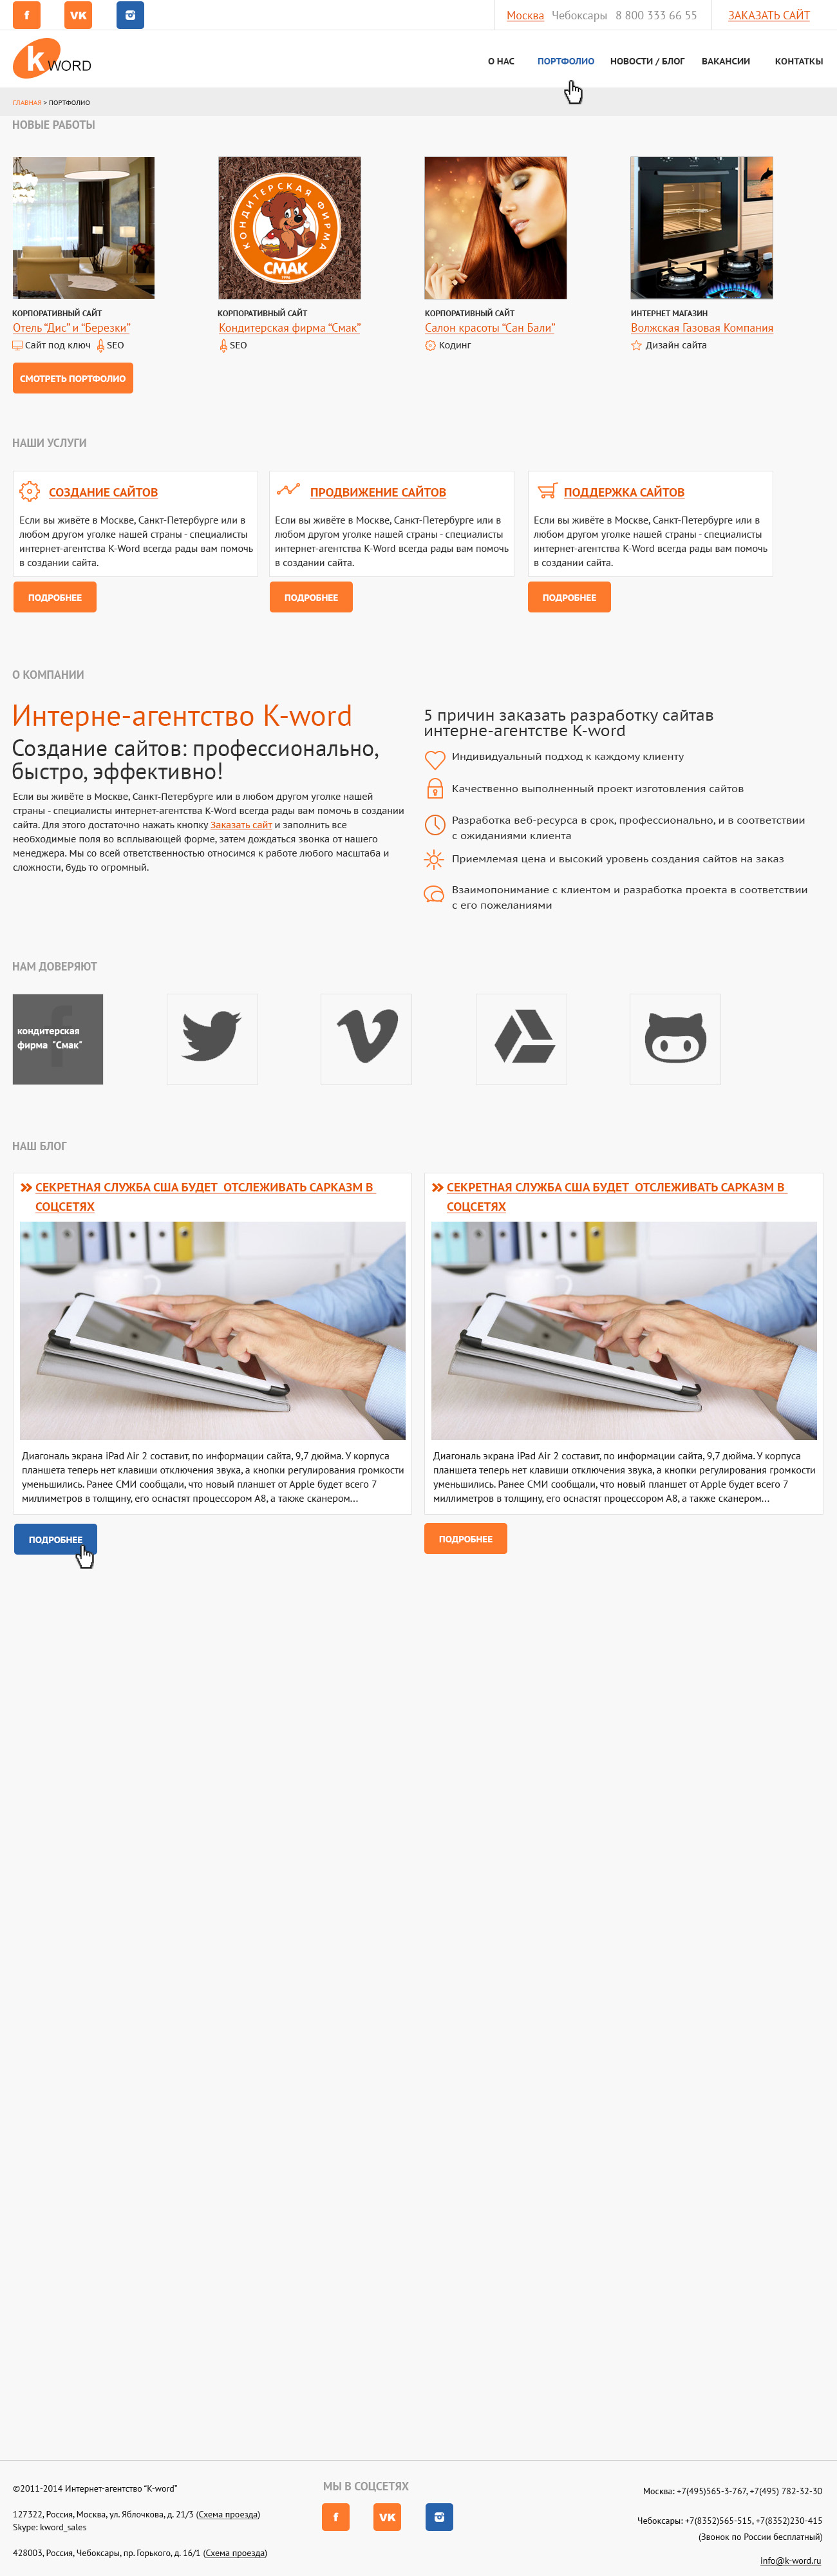 f
VK
Москва Чебоксары 8 800 333 66 55
ЗАКАЗАТЬ САЙТ
k WORD
О НАС ПОРТФОЛИО НОВОСТИ / БЛОГ ВАКАНСИИ КОНТАТКЫ
ГЛАВНАЯ > ПОРТФОЛИО
НОВЫЕ РАБОТЫ
КОНДИТЕРСКАЯ ФИРМА
СМАК
КОРПОРАТИВНЫЙ САЙТ
Отель “Дис” и “Березки”
Сайт под ключ SEO
КОРПОРАТИВНЫЙ САЙТ
Кондитерская фирма “Смак”
SEO
КОРПОРАТИВНЫЙ САЙТ
Салон красоты “Сан Бали”
Кодинг
ИНТЕРНЕТ МАГАЗИН
Волжская Газовая Компания
Дизайн сайта
СМОТРЕТЬ ПОРТФОЛИО
НАШИ УСЛУГИ
СОЗДАНИЕ САЙТОВ
Если вы живёте в Москве, Санкт-Петербурге или в
любом другом уголке нашей страны - специалисты
интернет-агентства K-Word всегда рады вам помочь
в создании сайта.
ПОДРОБНЕЕ
ПРОДВИЖЕНИЕ САЙТОВ
Если вы живёте в Москве, Санкт-Петербурге или в
любом другом уголке нашей страны - специалисты
интернет-агентства K-Word всегда рады вам помочь
в создании сайта.
ПОДРОБНЕЕ
ПОДДЕРЖКА САЙТОВ
Если вы живёте в Москве, Санкт-Петербурге или в
любом другом уголке нашей страны - специалисты
интернет-агентства K-Word всегда рады вам помочь
в создании сайта.
ПОДРОБНЕЕ
О КОМПАНИИ
Интерне-агентство K-word
Создание сайтов: профессионально,
быстро, эффективно!
Если вы живёте в Москве, Санкт-Петербурге или в любом другом уголке нашей
страны - специалисты интернет-агентства K-Word всегда рады вам помочь в создании
сайта. Для этого достаточно нажать кнопку Заказать сайт и заполнить все
необходимые поля во всплывающей форме, затем дождаться звонка от нашего
менеджера. Мы со всей ответственностью относимся к работе любого масштаба и
сложности, будь то огромный.
5 причин заказать разработку сайтав
интерне-агентстве K-word
Индивидуальный подход к каждому клиенту
Качественно выполненный проект изготовления сайтов
Разработка веб-ресурса в срок, профессионально, и в соответствии
с ожиданиями клиента
Приемлемая цена и высокий уровень создания сайтов на заказ
Взаимопонимание с клиентом и разработка проекта в соответствии
с его пожеланиями
НАМ ДОВЕРЯЮТ
кондитерская
фирма "Смак"
НАШ БЛОГ
СЕКРЕТНАЯ СЛУЖБА США БУДЕТ ОТСЛЕЖИВАТЬ САРКАЗМ В
СОЦСЕТЯХ
Диагональ экрана iPad Air 2 составит, по информации сайта, 9,7 дюйма. У корпуса
планшета теперь нет клавиши отключения звука, а кнопки регулирования громкости
уменьшились. Ранее СМИ сообщали, что новый планшет от Apple будет всего 7
миллиметров в толщину, его оснастят процессором A8, а также сканером...
ПОДРОБНЕЕ
СЕКРЕТНАЯ СЛУЖБА США БУДЕТ ОТСЛЕЖИВАТЬ САРКАЗМ В
СОЦСЕТЯХ
Диагональ экрана iPad Air 2 составит, по информации сайта, 9,7 дюйма. У корпуса
планшета теперь нет клавиши отключения звука, а кнопки регулирования громкости
уменьшились. Ранее СМИ сообщали, что новый планшет от Apple будет всего 7
миллиметров в толщину, его оснастят процессором A8, а также сканером...
ПОДРОБНЕЕ
©2011-2014 Интернет-агентство “K-word”
127322, Россия, Москва, ул. Яблочкова, д. 21/3 (Схема проезда)
Skype: kword_sales
428003, Россия, Чебоксары, пр. Горького, д. 16/1 (Схема проезда)
МЫ В СОЦСЕТЯХ
f
VK
Москва: +7(495)565-3-767, +7(495) 782-32-30
Чебоксары: +7(8352)565-515, +7(8352)230-415
(Звонок по России бесплатный)
info@k-word.ru